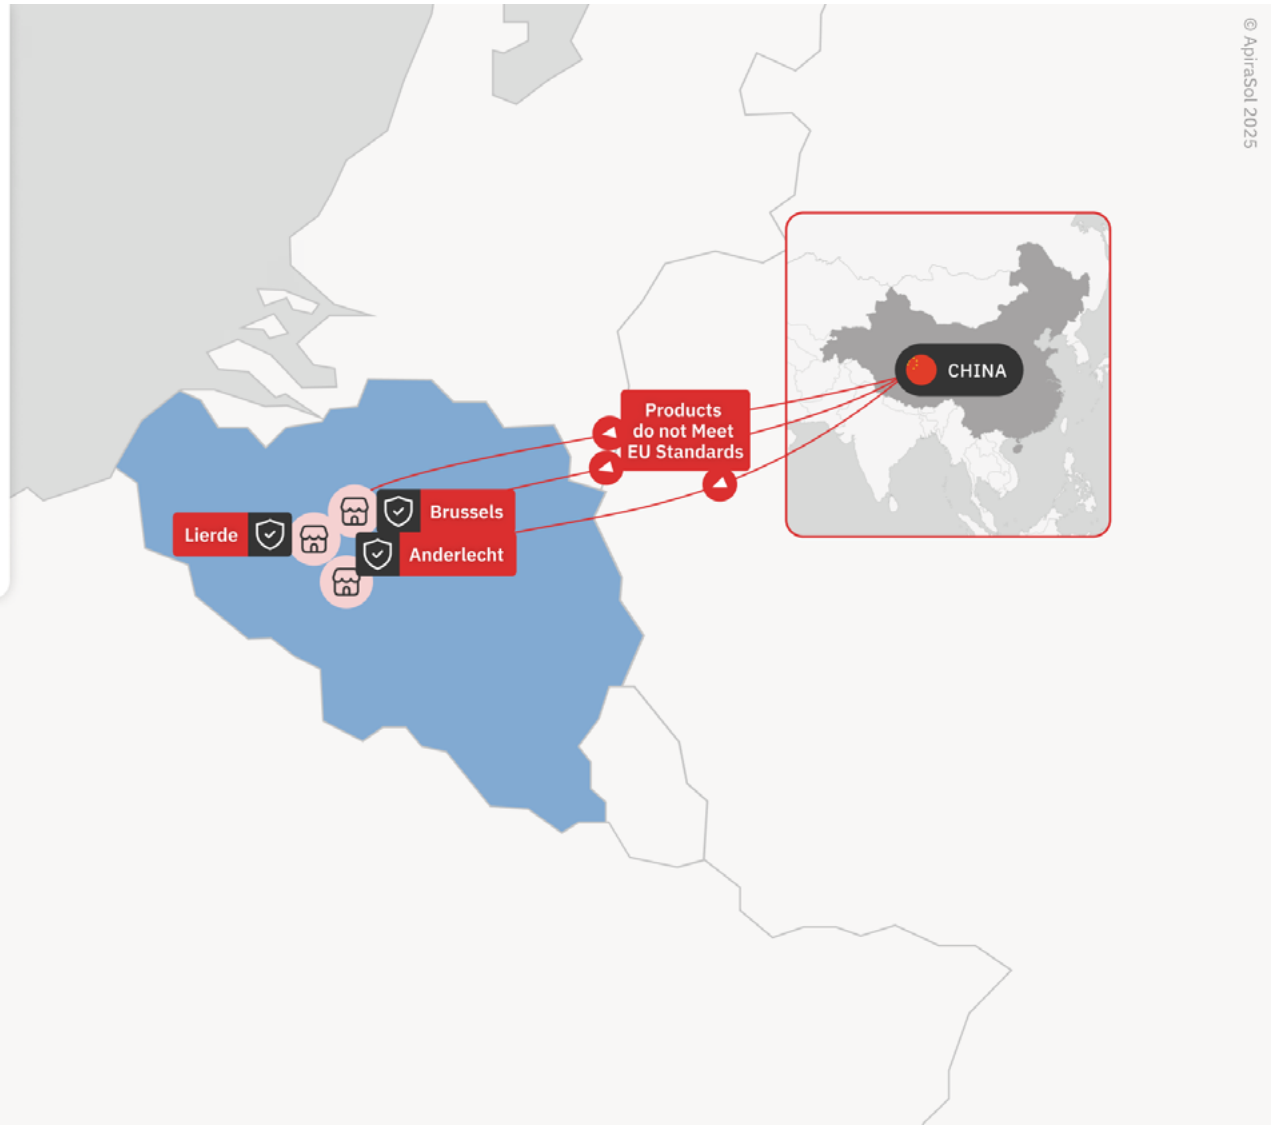 © ApiraSol 2025
Products
do not Meet
EU Standards
CHINA
Brussels
Lierde
Anderlecht